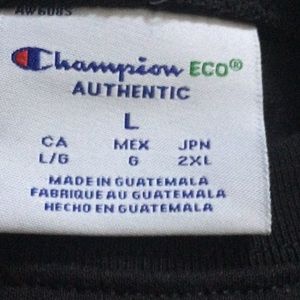 Champion ECO®
AUTHENTIC
L
CA MEX JPN
L/G G 2XL
MADE IN GUATEMALA
FABRIQUE AU GUATEMALA
HECHO EN GUATEMALA